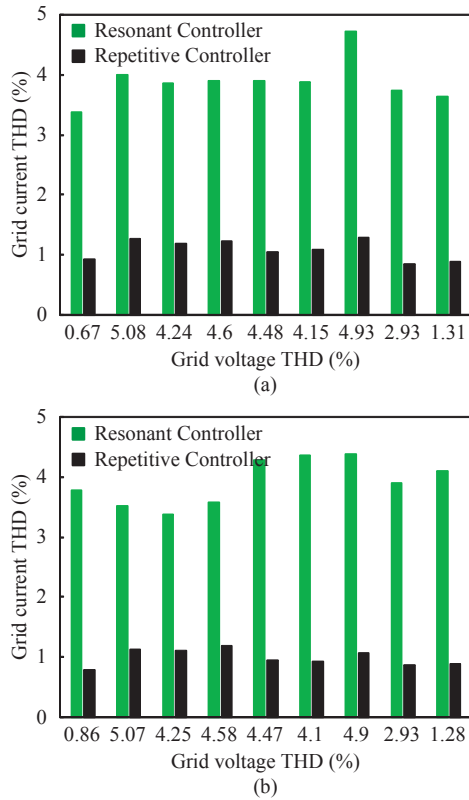 5
Resonant Controller
Repetitive Controller
4
3
2
1
0
Grid current THD (%)
0.67 5.08 4.24 4.6 4.48 4.15 4.93 2.93 1.31
Grid voltage THD (%)
(a)
5
Resonant Controller
Repetitive Controller
4
3
2
1
0
Grid current THD (%)
0.86 5.07 4.25 4.58 4.47 4.1 4.9 2.93 1.28
Grid voltage THD (%)
(b)